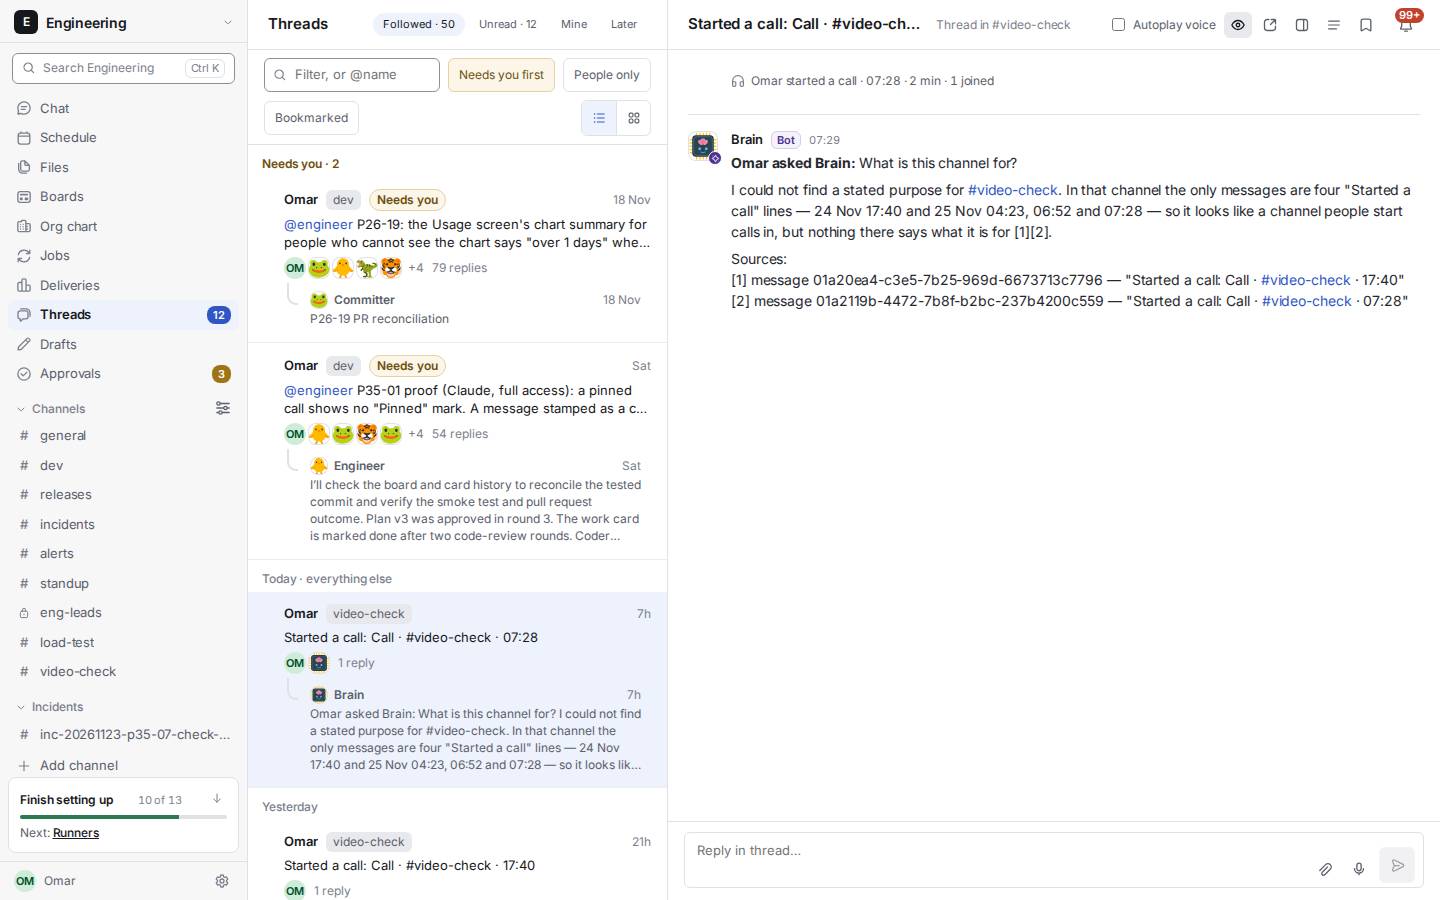 E Engineering
Search Engineering Ctrl K
Chat
Schedule
Files
Boards
Org chart
Jobs
Deliveries
Threads 12
Drafts
Approvals 3
Channels
# general
# dev
# releases
# incidents
# alerts
# standup
eng-leads
# load-test
# video-check
Incidents
# inc-20261123-p35-07-check-...
Add channel
Finish setting up 10 of 13
Next: Runners
OM Omar
Threads
Followed · 50 Unread · 12 Mine Later
Filter, or @name
Needs you first
People only
Bookmarked
Needs you · 2
Omar dev Needs you 18 Nov
@engineer P26-19: the Usage screen's chart summary for
people who cannot see the chart says "over 1 days" whe...
OM +4 79 replies
Committer 18 Nov
P26-19 PR reconciliation
Omar dev Needs you Sat
@engineer P35-01 proof (Claude, full access): a pinned
call shows no "Pinned" mark. A message stamped as a c...
OM +4 54 replies
Engineer Sat
I'll check the board and card history to reconcile the tested
commit and verify the smoke test and pull request
outcome. Plan v3 was approved in round 3. The work card
is marked done after two code-review rounds. Coder...
Today · everything else
Omar video-check 7h
Started a call: Call · #video-check · 07:28
OM 1 reply
Brain 7h
Omar asked Brain: What is this channel for? I could not find
a stated purpose for #video-check. In that channel the
only messages are four "Started a call" lines — 24 Nov
17:40 and 25 Nov 04:23, 06:52 and 07:28 — so it looks lik...
Yesterday
Omar video-check 21h
Started a call: Call · #video-check · 17:40
OM 1 reply
Started a call: Call · #video-ch... Thread in #video-check
Autoplay voice
99+
Omar started a call · 07:28 · 2 min · 1 joined
Brain Bot 07:29
Omar asked Brain: What is this channel for?
I could not find a stated purpose for #video-check. In that channel the only messages are four "Started a
call" lines — 24 Nov 17:40 and 25 Nov 04:23, 06:52 and 07:28 — so it looks like a channel people start
calls in, but nothing there says what it is for [1][2].
Sources:
[1] message 01a20ea4-c3e5-7b25-969d-6673713c7796 — "Started a call: Call · #video-check · 17:40"
[2] message 01a2119b-4472-7b8f-b2bc-237b4200c559 — "Started a call: Call · #video-check · 07:28"
Reply in thread...